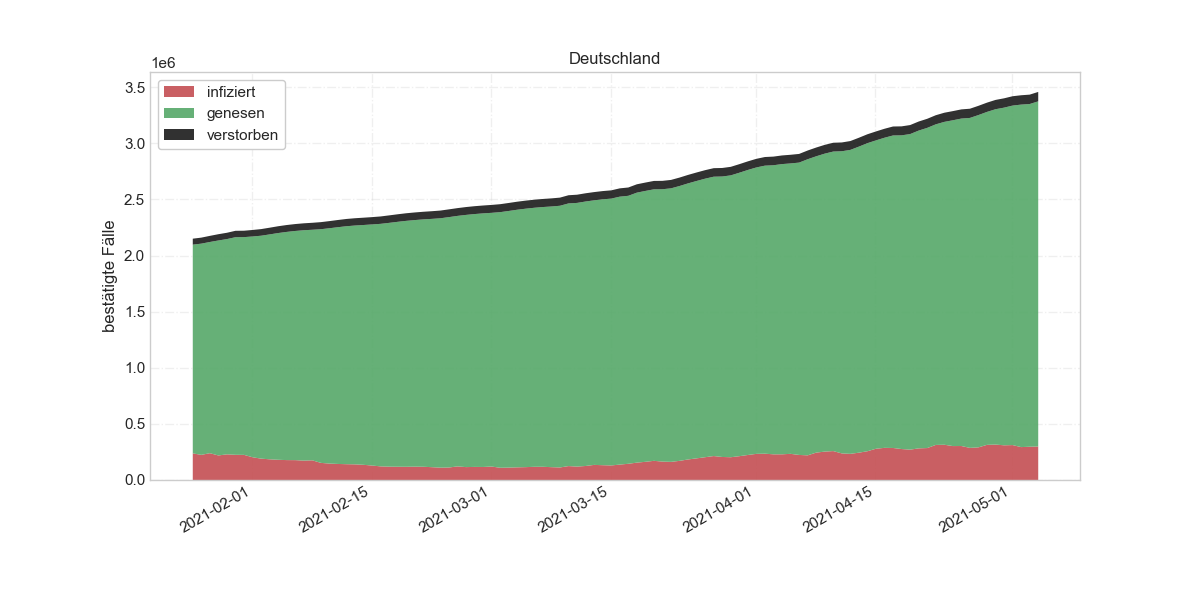 Deutschland
1e6
infiziert
genesen
verstorben
bestätigte Fälle
3.5
3.0
2.5
2.0
1.5
1.0
0.5
0.0
2021-02-01
2021-02-15
2021-03-01
2021-03-15
2021-04-01
2021-04-15
2021-05-01